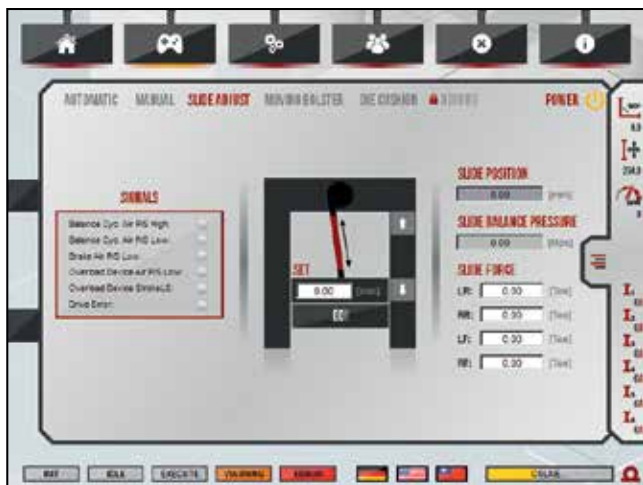 AUTOMATIC MANUAL SLIDE ADJUST MOVING BOLSTER DIE CUSHION
POWER
SIGNALS
Balance Cyc. Air P/S High
Balance Cyc. Air P/S Low
Brake Air P/S Low
Overload Device Air P/S Low
Overload Device
Drive Error
SET
0.00 [mm]
SLIDE POSITION
0.00 [mm]
SLIDE BALANCE PRESSURE
0.00
SLIDE FORCE
LR: 0.00 [Ton]
RR: 0.00 [Ton]
LF: 0.00 [Ton]
RF: 0.00 [Ton]
IDLE EXECUTE WARNING ERROR